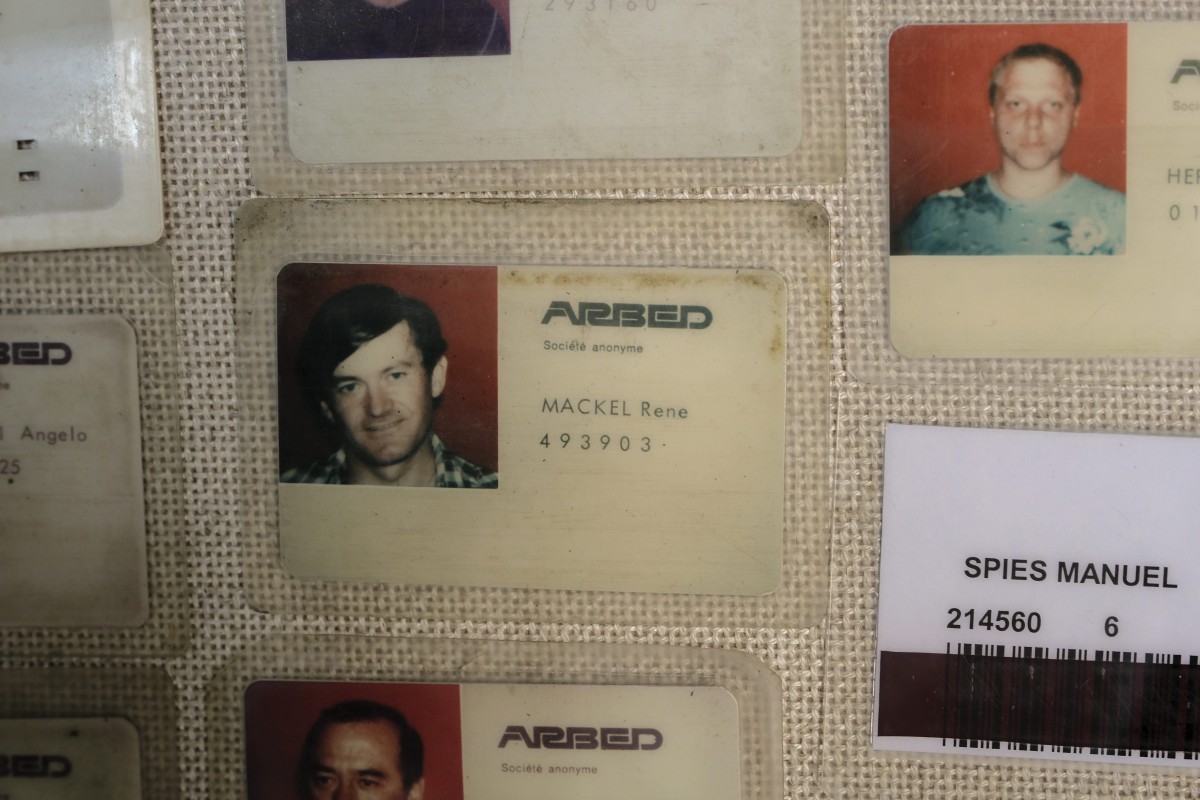 293160
ARBED
Société anonyme
MACKEL Rene
493903
BED
Angelo
25
SPIES MANUEL
214560 6
ARBED
Société anonyme
BED